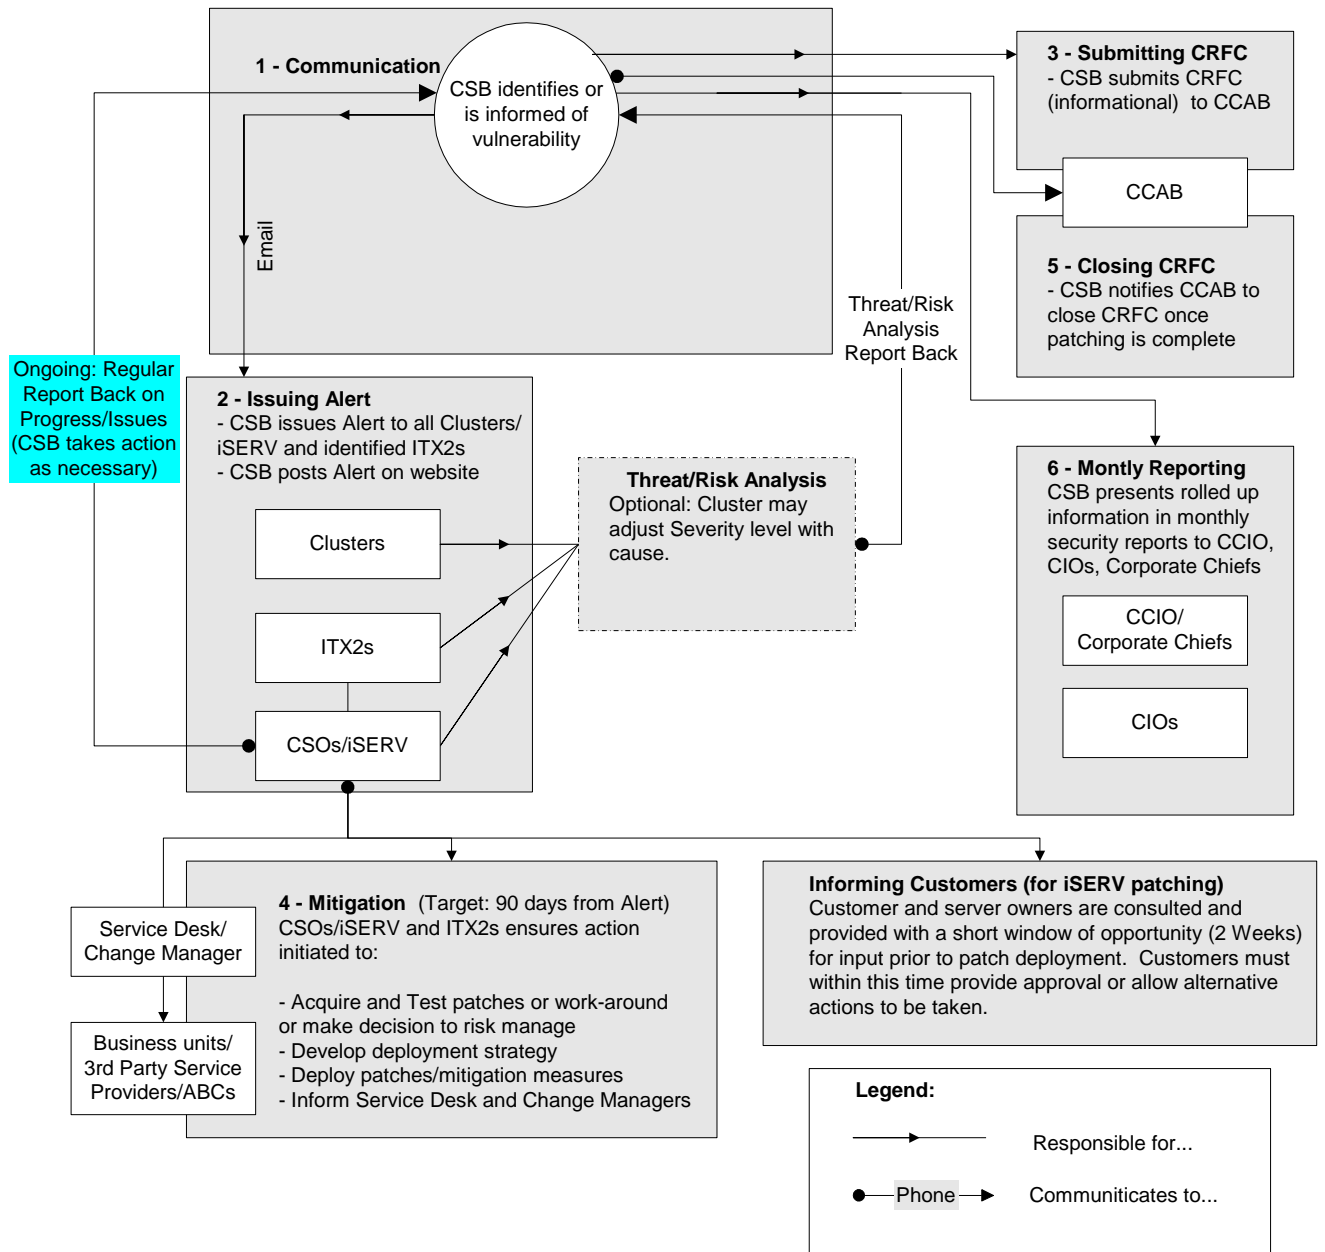 1 - Communication
CSB identifies or
is informed of
vulnerability
3 - Submitting CRFC
- CSB submits CRFC
(informational)  to CCAB
CCAB
5 - Closing CRFC
- CSB notifies CCAB to
close CRFC once
patching is complete
Email
Threat/Risk
Analysis
Report Back
Ongoing: Regular
Report Back on
Progress/Issues
(CSB takes action
as necessary)
2 - Issuing Alert
- CSB issues Alert to all Clusters/
iSERV and identified ITX2s
- CSB posts Alert on website
Clusters
ITX2s
CSOs/iSERV
Threat/Risk Analysis
Optional: Cluster may
adjust Severity level with
cause.
6 - Montly Reporting
CSB presents rolled up
information in monthly
security reports to CCIO,
CIOs, Corporate Chiefs
CCIO/
Corporate Chiefs
CIOs
Service Desk/
Change Manager
Business units/
3rd Party Service
Providers/ABCs
4 - Mitigation  (Target: 90 days from Alert)
CSOs/iSERV and ITX2s ensures action
initiated to:
- Acquire and Test patches or work-around
or make decision to risk manage
- Develop deployment strategy
- Deploy patches/mitigation measures
- Inform Service Desk and Change Managers
Informing Customers (for iSERV patching)
Customer and server owners are consulted and
provided with a short window of opportunity (2 Weeks)
for input prior to patch deployment.  Customers must
within this time provide approval or allow alternative
actions to be taken.
Legend:
Responsible for...
Phone
Communiticates to...